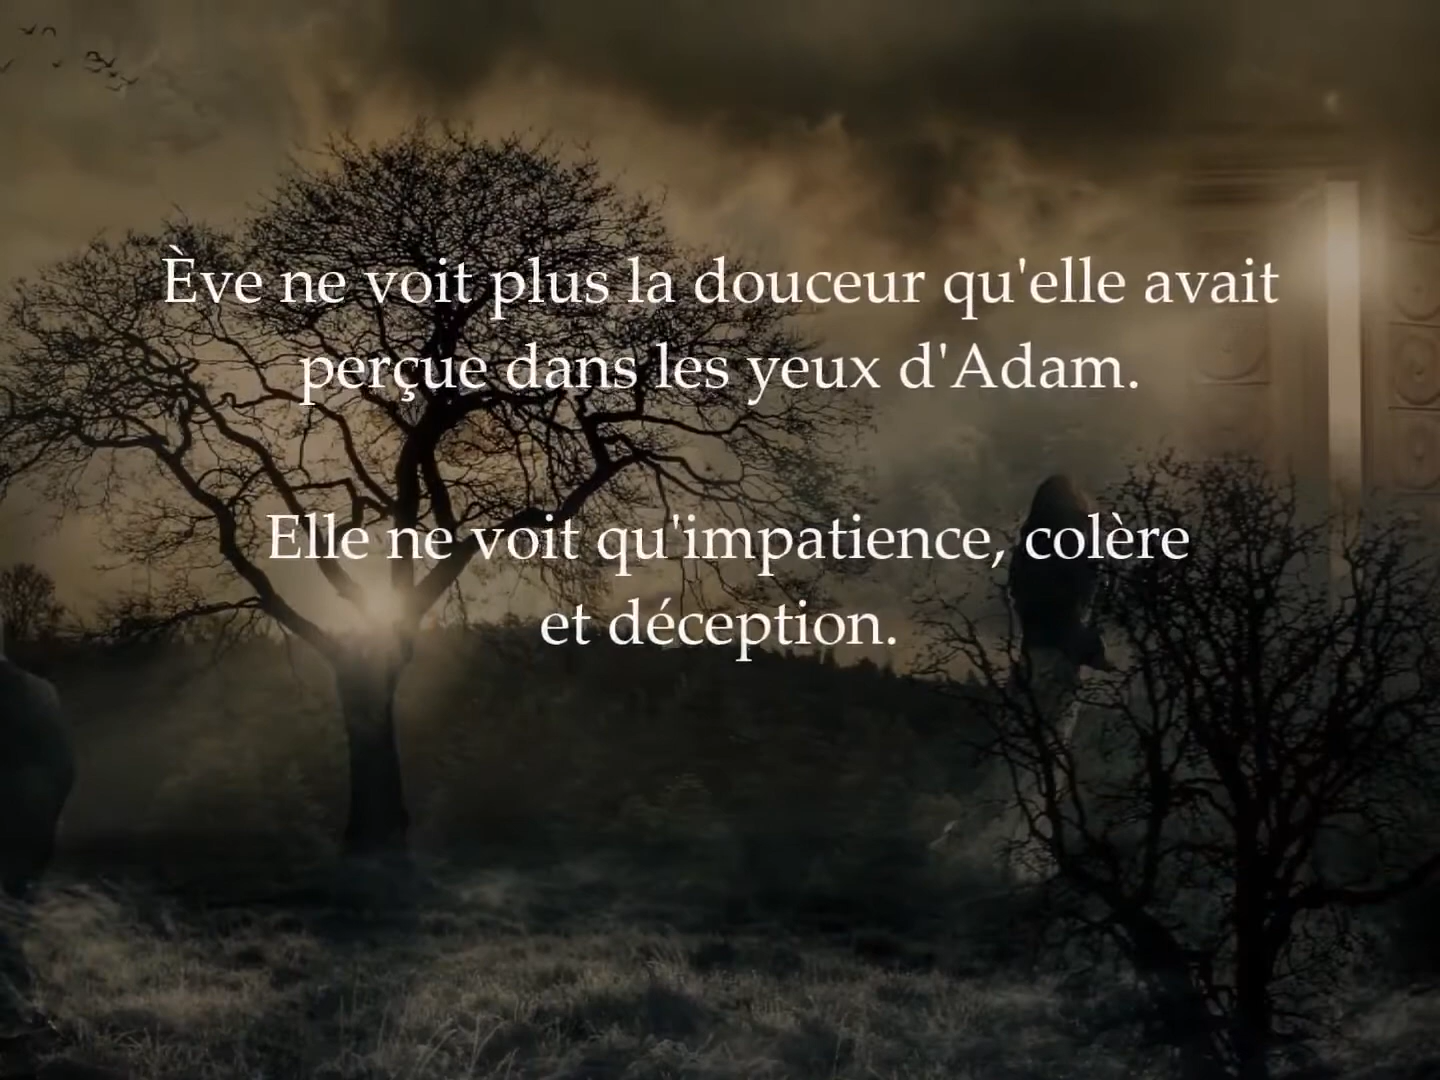 Ève ne voit plus la douceur qu'elle avait
perçue dans les yeux d'Adam.
Elle ne voit qu'impatience, colère
et déception.